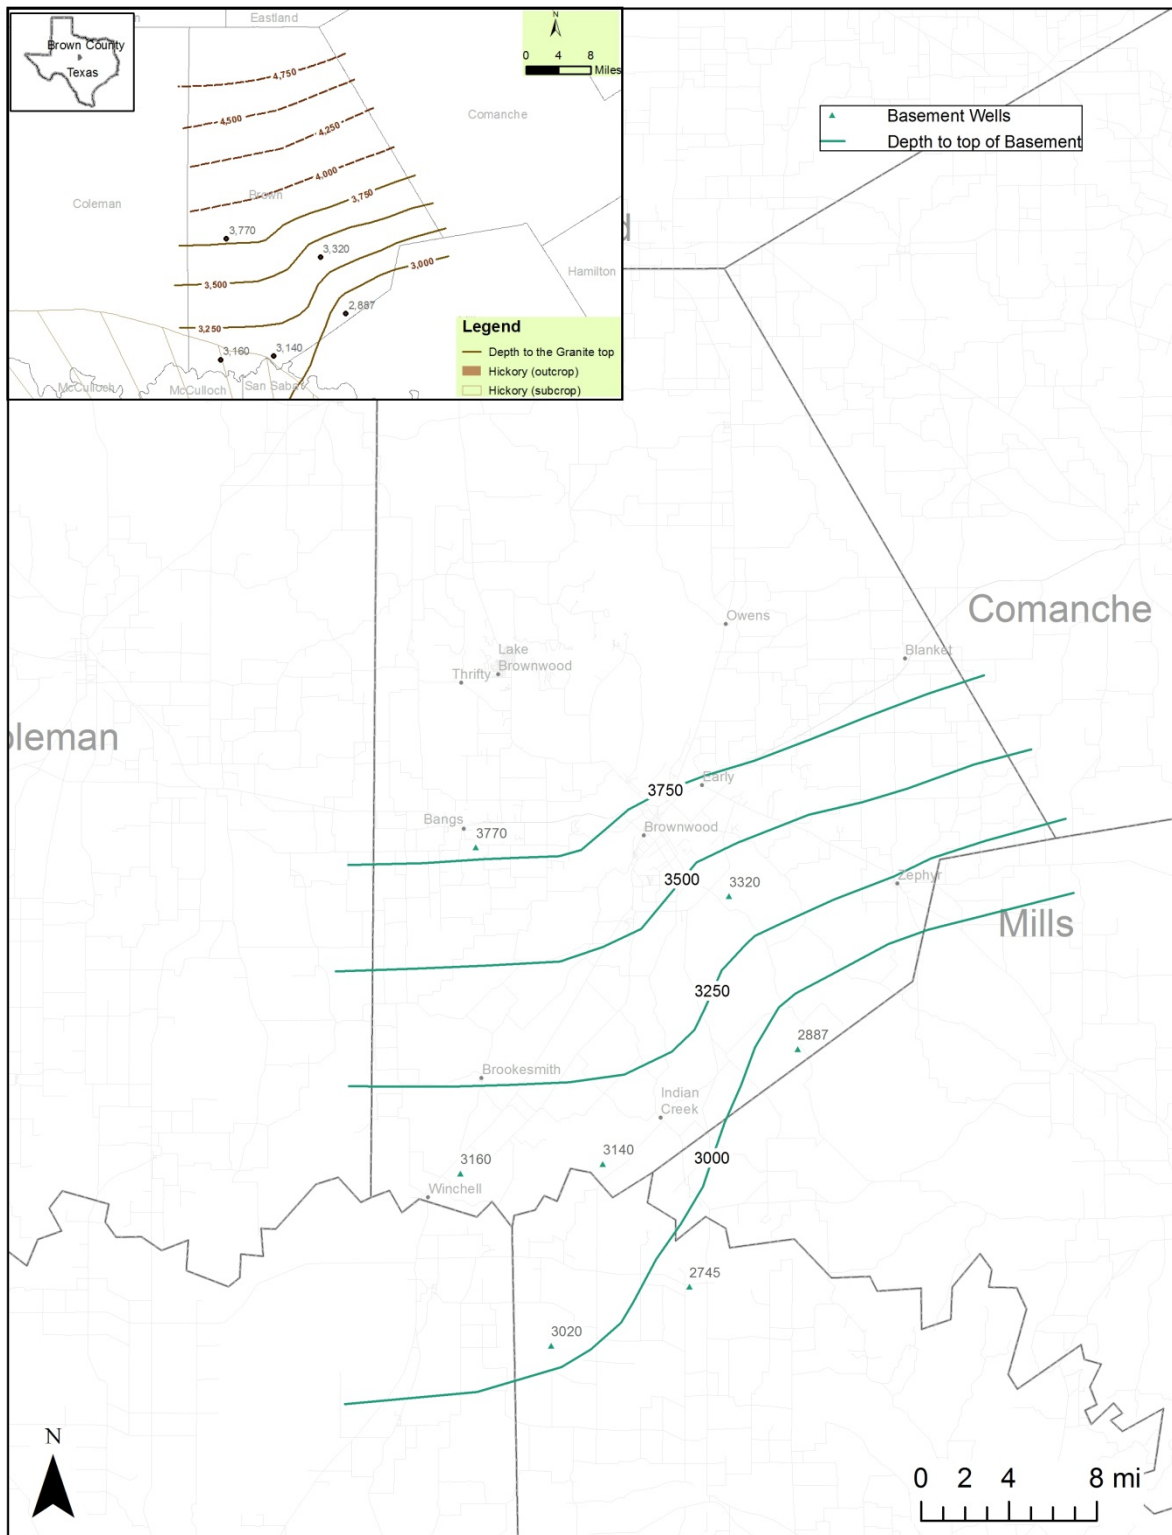 Eastland
N
Brown County
Texas
0 4 8
Miles
4,750
4,500
4,250
Comanche
4,000
Brown
3,750
Coleman
3,770
3,320
3,500
3,000
Hamilton
2,887
3,250
3,160
3,140
McCulloch
McCulloch
San Saba
Legend
Depth to the Granite top
Hickory (outcrop)
Hickory (subcrop)
Basement Wells
Depth to top of Basement
d
Owens
Comanche
Lake
Brownwood
Thrifty
Blanket
oleman
3750
Early
Bangs
Brownwood
3770
3500
3320
Zephyr
Mills
3250
2887
Brookesmith
Indian
Creek
3160
3140
3000
Winchell
2745
3020
N
0 2 4 8 mi